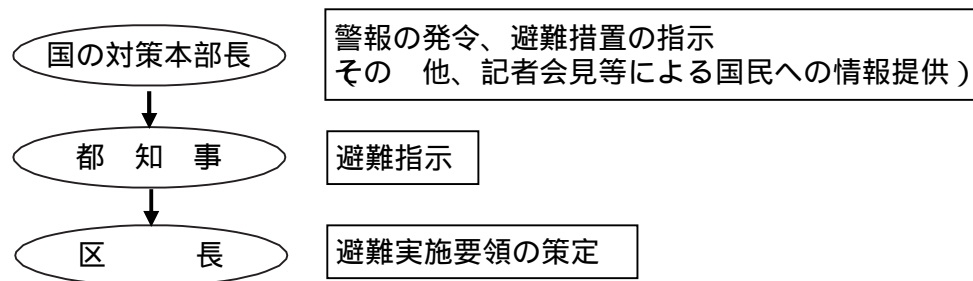 国の対策本部長
警報の発令、避難措置の指示
その　他、記者会見等による国民への情報提供）
都　知　事
避難指示
区　　　長
避難実施要領の策定